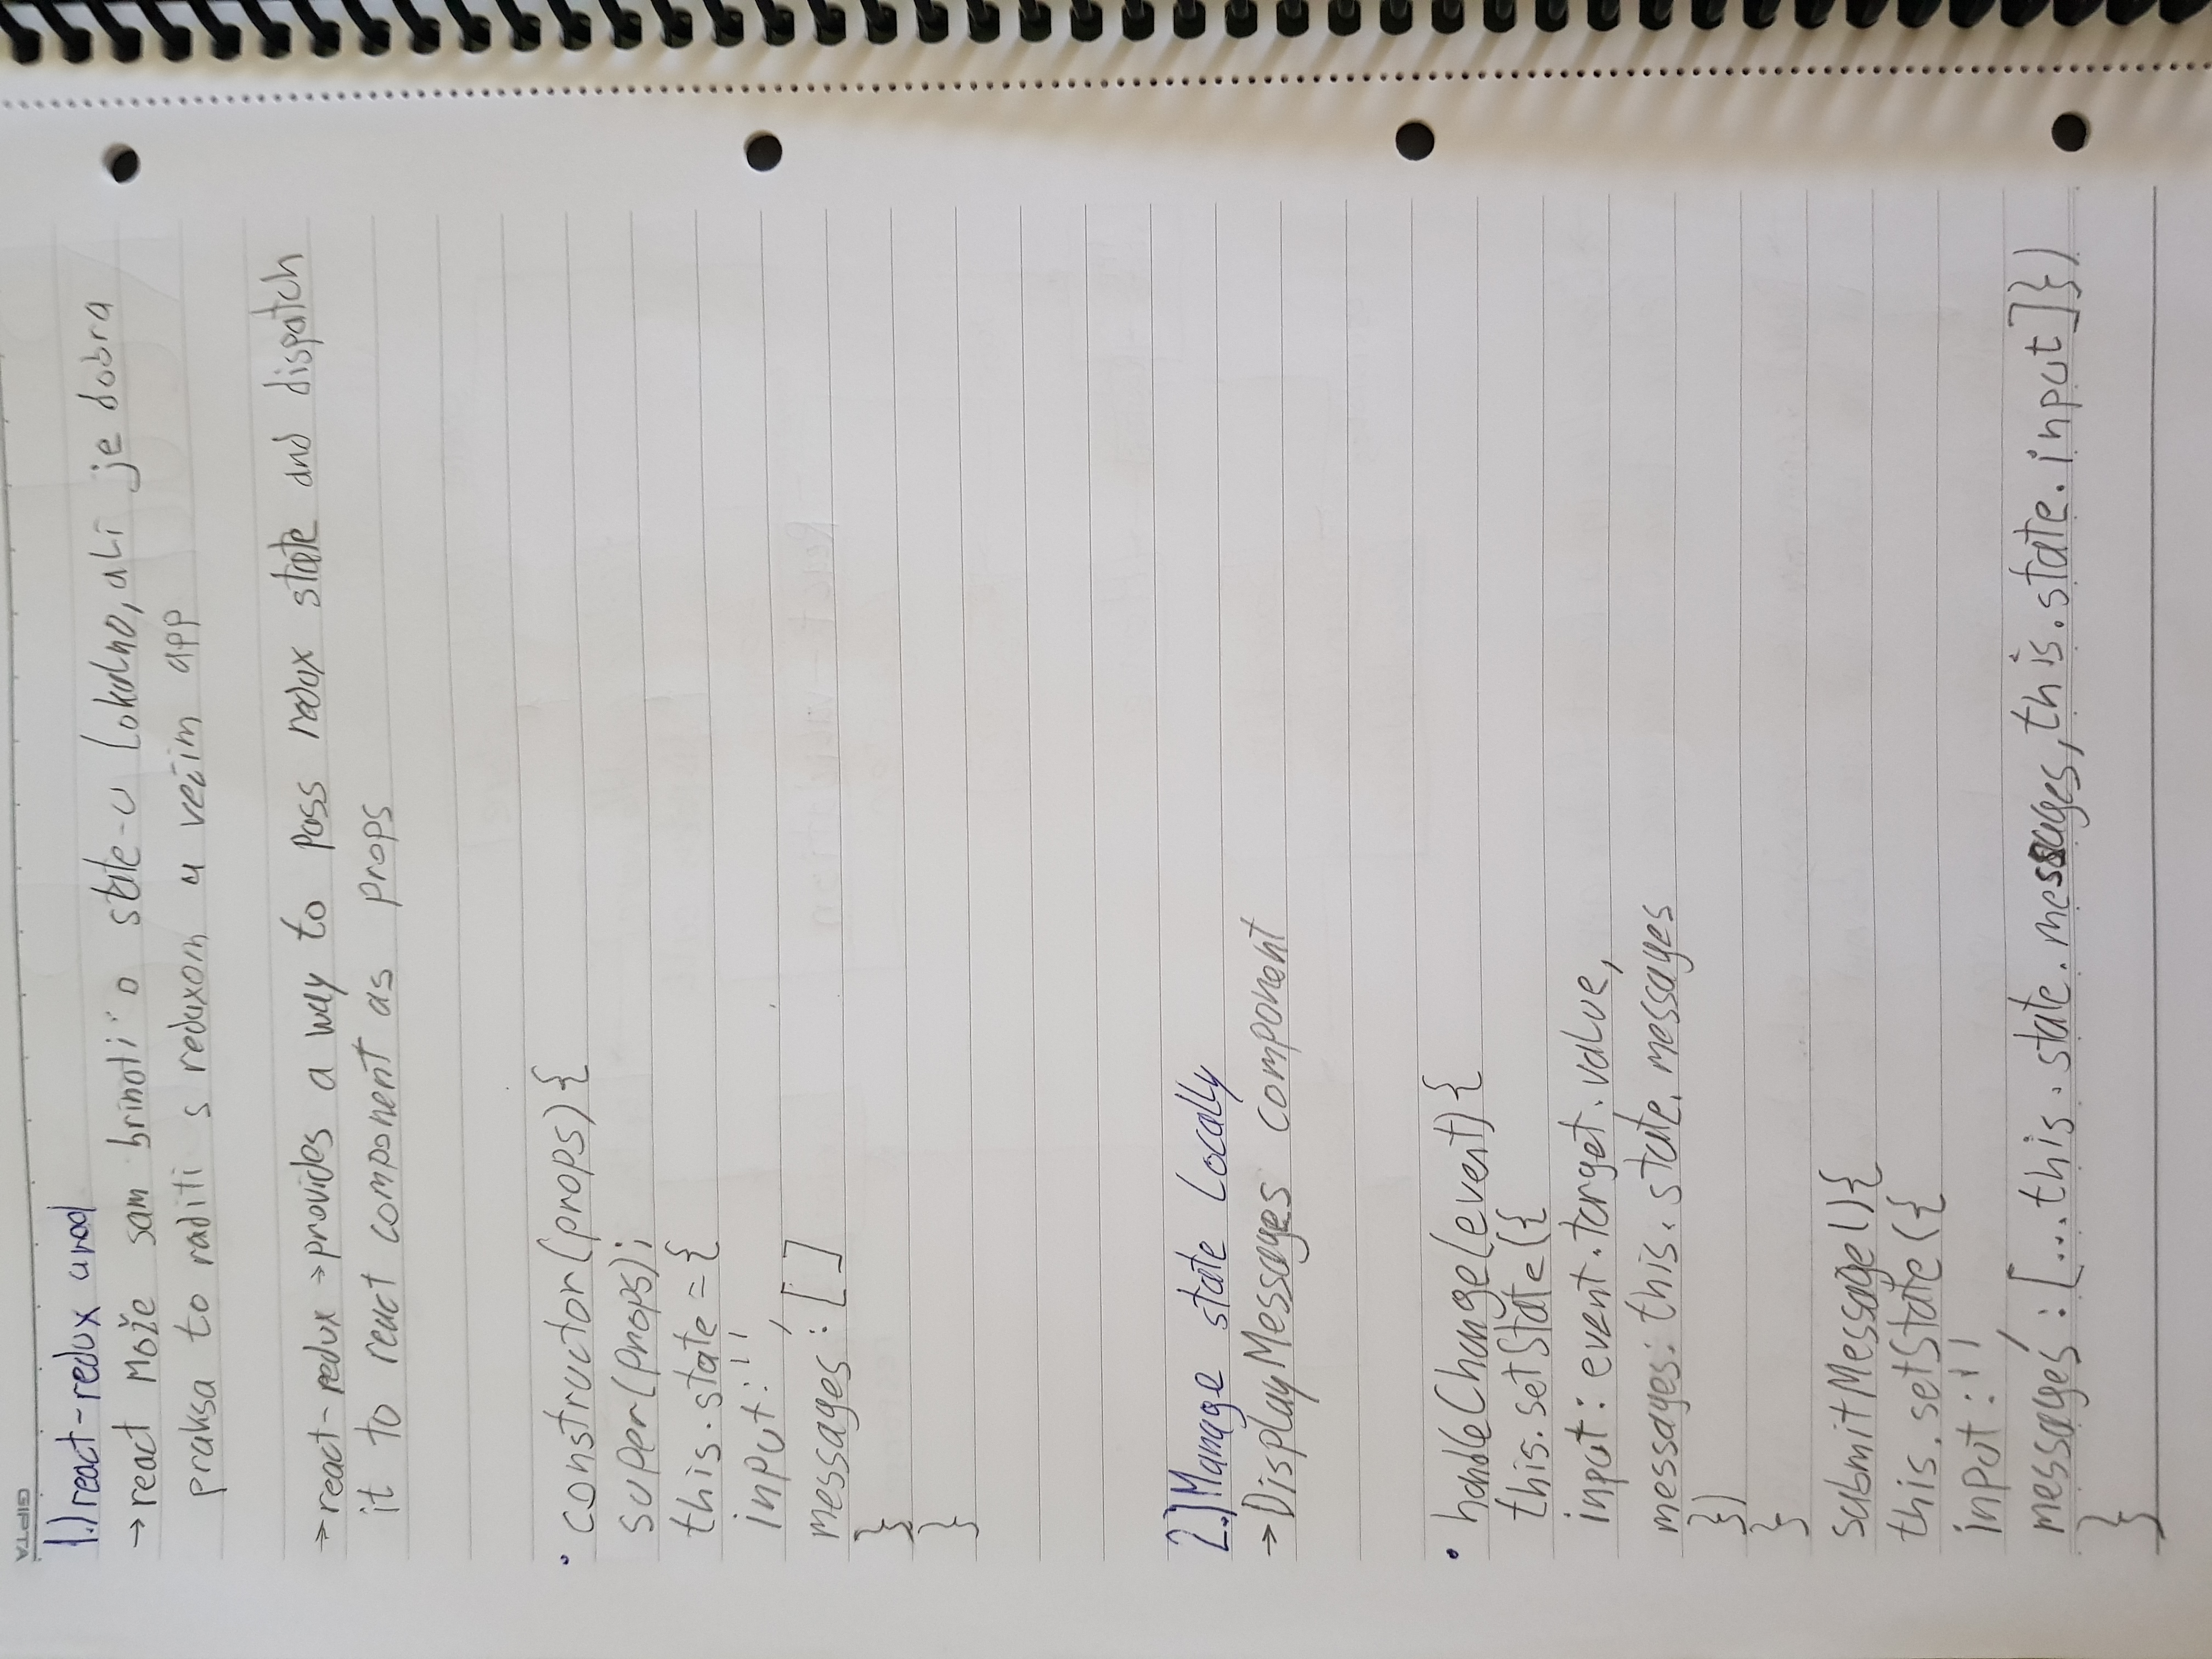 GIPTA
1.) react-redux uvod
→ react može sam brinuti o state-u lokalno, ali je dobra
praksa to raditi s reduxom u većim app
→ react-redux → provides a way to pass redux state and dispatch
it to react component as props
• constructor(props){
super(props);
this.state={
input:'',
messages:[]
}
}
2.) Manage state Locally
→ DisplayMessages component
• handleChange(event){
this.setState({
input: event.target.value,
messages: this.state.messages
})
}
submitMessage(){
this.setState({
input:'',
messages:[...this.state.messages, this.state.input]})
}